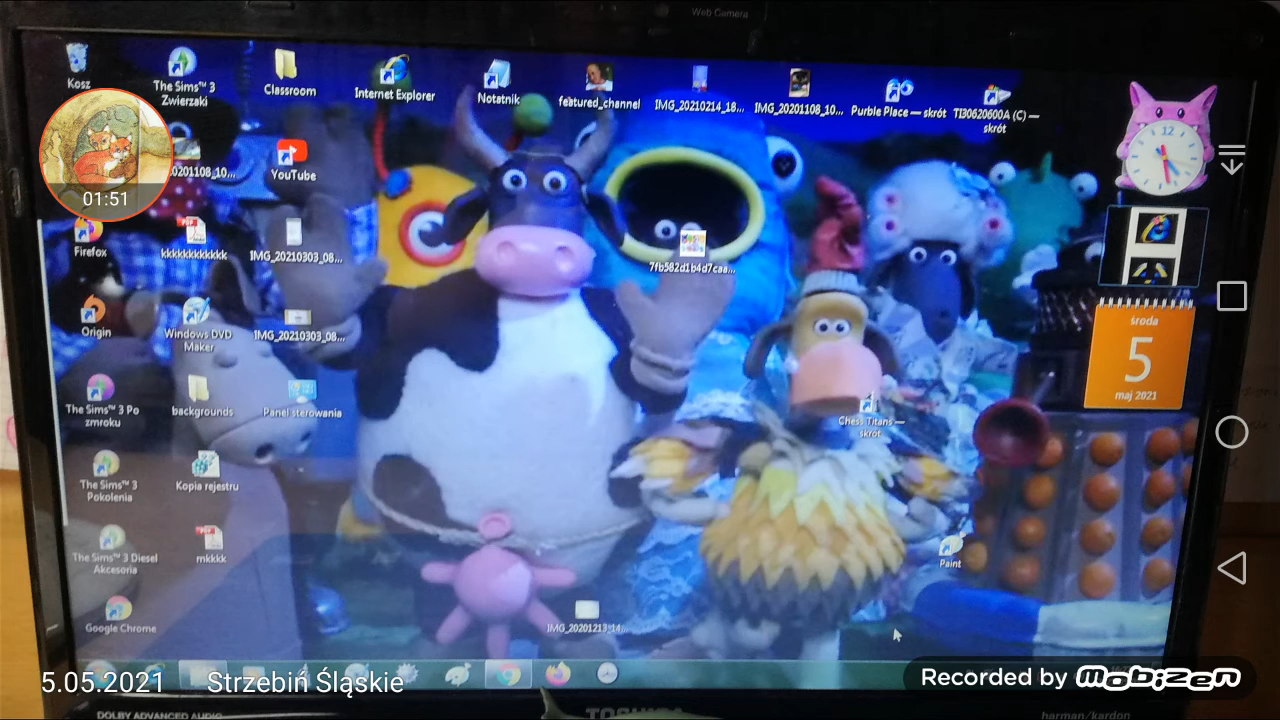 Web Camera
Kosz
The Sims™ 3
Zwierzaki
Classroom
Internet Explorer
Notatnik
featured_channel
IMG_20210214_18...
IMG_20201108_10...
Purble Place — skrót
TI30620600A (C) —
skrót
12
01:51
20201108_10...
YouTube
Firefox
kkkkkkkkkkkk
IMG_20210303_08...
7fb582d1b4d7caa...
środa
5
maj 2021
Origin
Windows DVD
Maker
IMG_20210303_08...
The Sims™ 3 Po
zmroku
backgrounds
Panel sterowania
Chess Titans —
skrót
The Sims™ 3
Pokolenia
Kopia rejestru
The Sims™ 3 Diesel
Akcesoria
mkkkk
Paint
Google Chrome
IMG_20201213_14...
5.05.2021
Strzebiń Śląskie
Recorded by mobizen
DOLBY ADVANCED AUDIO
TOSHIBA
harman/kardon